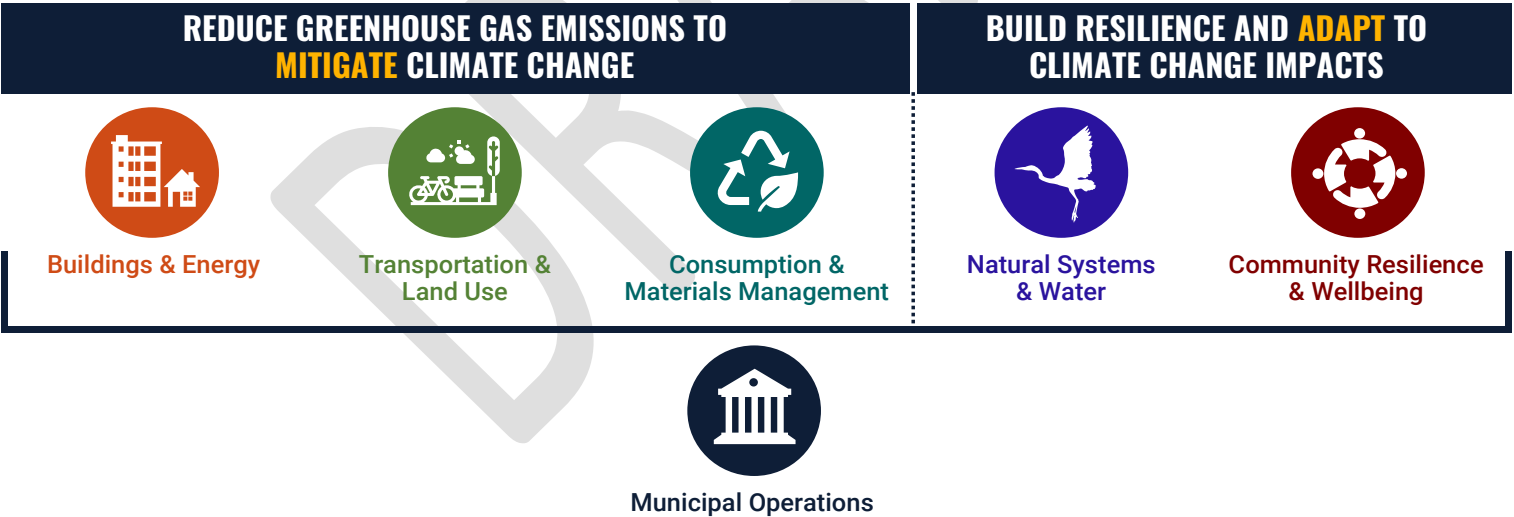 REDUCE GREENHOUSE GAS EMISSIONS TO
MITIGATE CLIMATE CHANGE
BUILD RESILIENCE AND ADAPT TO
CLIMATE CHANGE IMPACTS
Buildings & Energy
Transportation &
Land Use
Consumption &
Materials Management
Natural Systems
& Water
Community Resilience
& Wellbeing
Municipal Operations